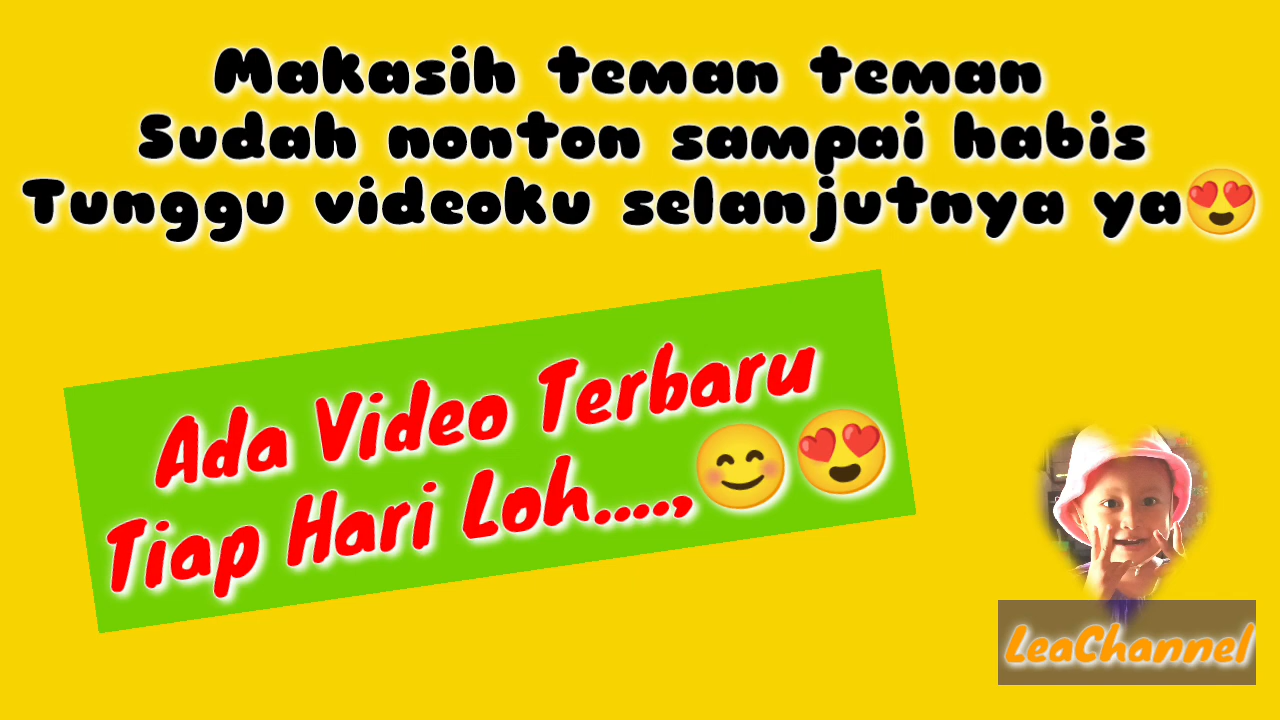 Makasih teman teman
Sudah nonton sampai habis
Tunggu videoku selanjutnya ya😍
Ada Video Terbaru
Tiap Hari Loh....,😊😍
LeaChannel